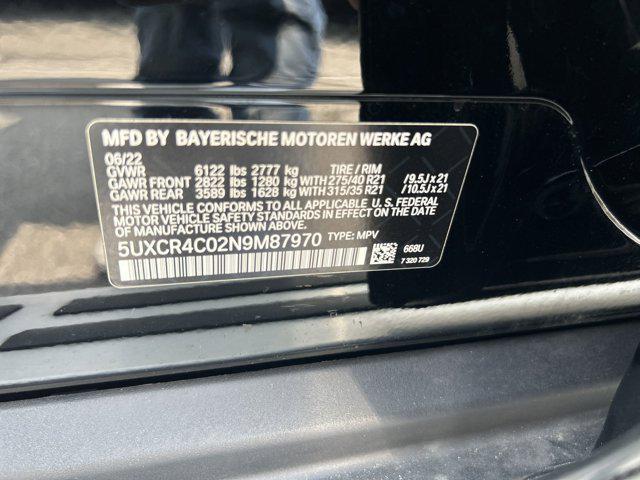 MFD BY BAYERISCHE MOTOREN WERKE AG
06/22
GVWR 6122 lbs 2777 kg TIRE / RIM
GAWR FRONT 2822 lbs 1280 kg WITH 275/40 R21 /9.5J x 21
GAWR REAR 3589 lbs 1628 kg WITH 315/35 R21 /10.5J x 21
THIS VEHICLE CONFORMS TO ALL APPLICABLE U. S. FEDERAL
MOTOR VEHICLE SAFETY STANDARDS IN EFFECT ON THE DATE
OF MANUFACTURE SHOWN ABOVE.
5UXCR4C02N9M87970 TYPE: MPV
668U
7 320 729